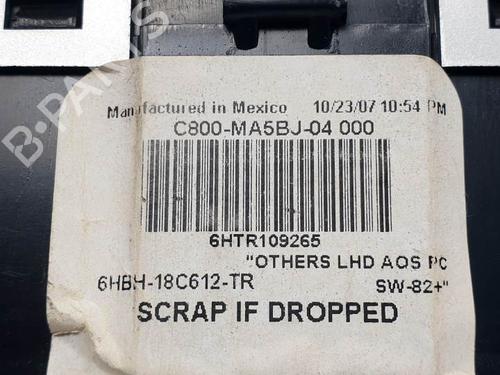 B-PARTS
Manufactured in Mexico 10/23/07 10:54 PM
C800-MA5BJ-04 000
6HTR109265
"OTHERS LHD AQS PC
6HBH-18C612-TR SW-82+"
SCRAP IF DROPPED